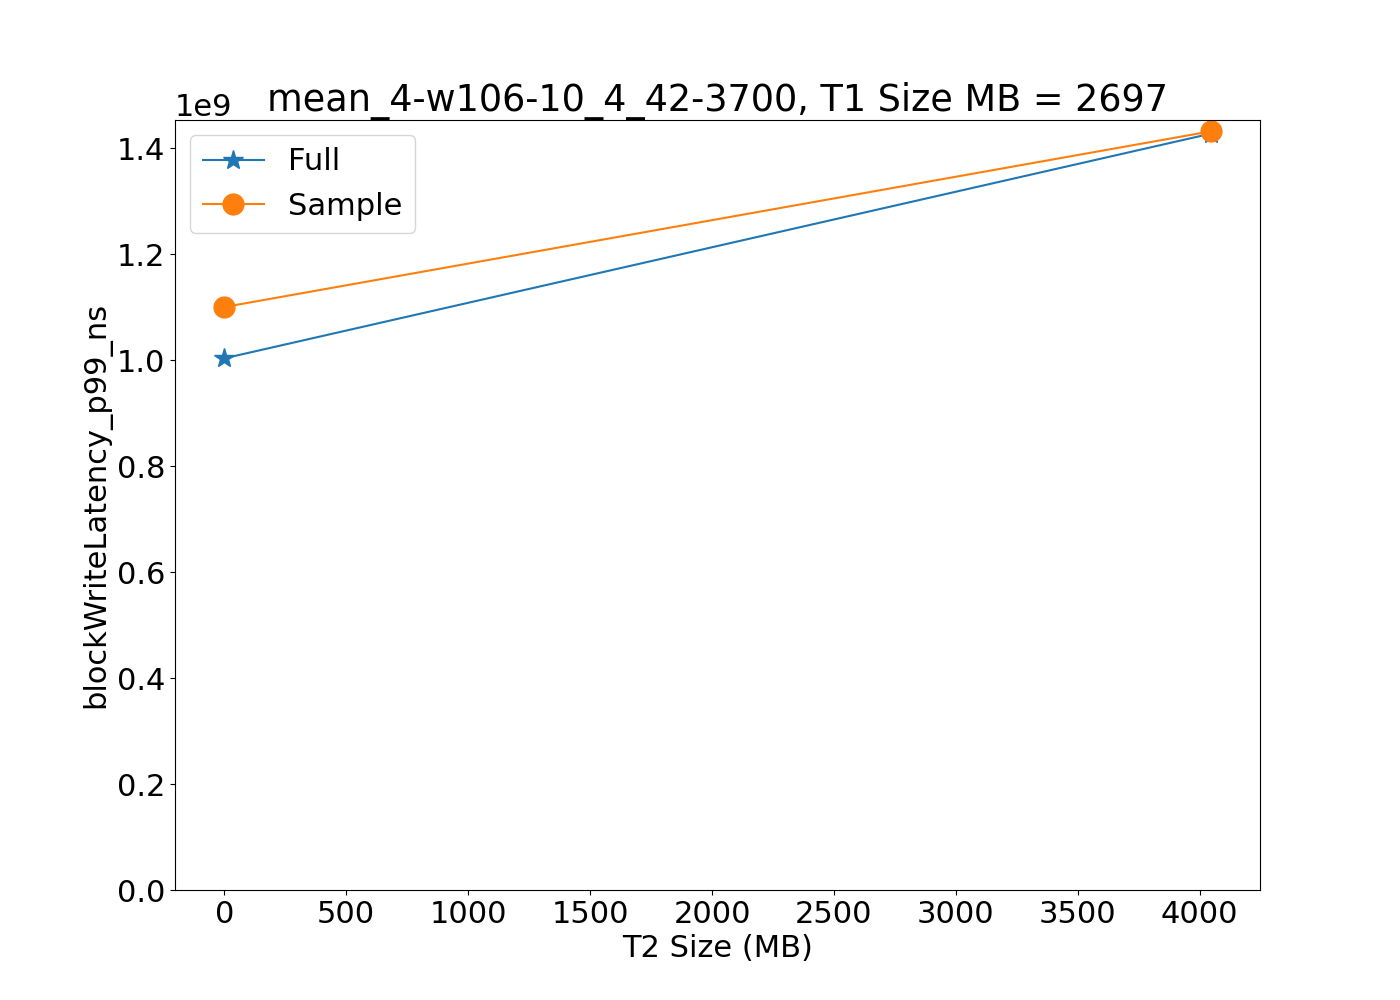 1e9
mean_4-w106-10_4_42-3700, T1 Size MB = 2697
Full
Sample
blockWriteLatency_p99_ns
1.4
1.2
1.0
0.8
0.6
0.4
0.2
0.0
0 500 1000 1500 2000 2500 3000 3500 4000
T2 Size (MB)